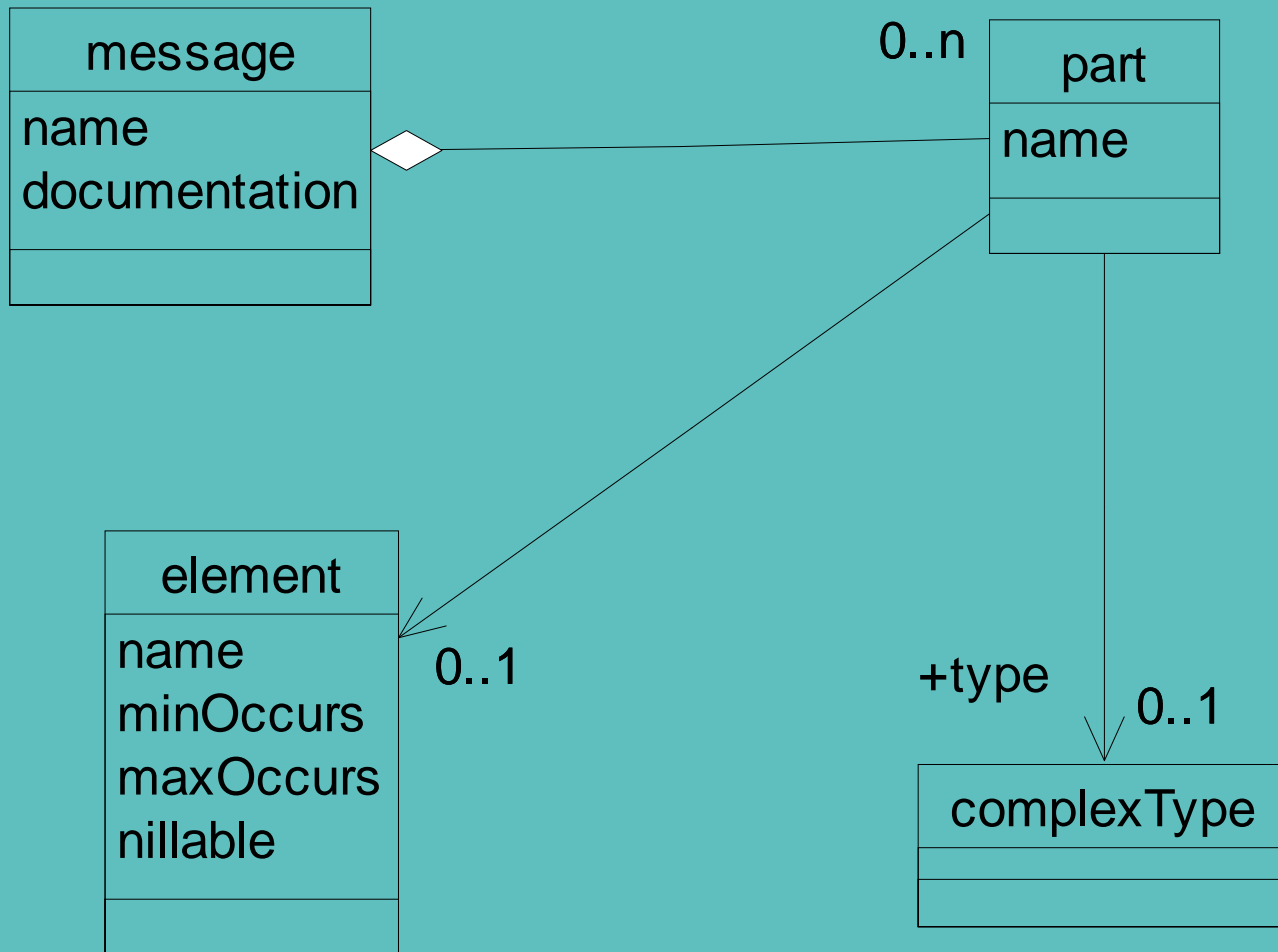 message
name
documentation
0..n
part
name
element
name
minOccurs
maxOccurs
nillable
0..1
+type
0..1
complexType